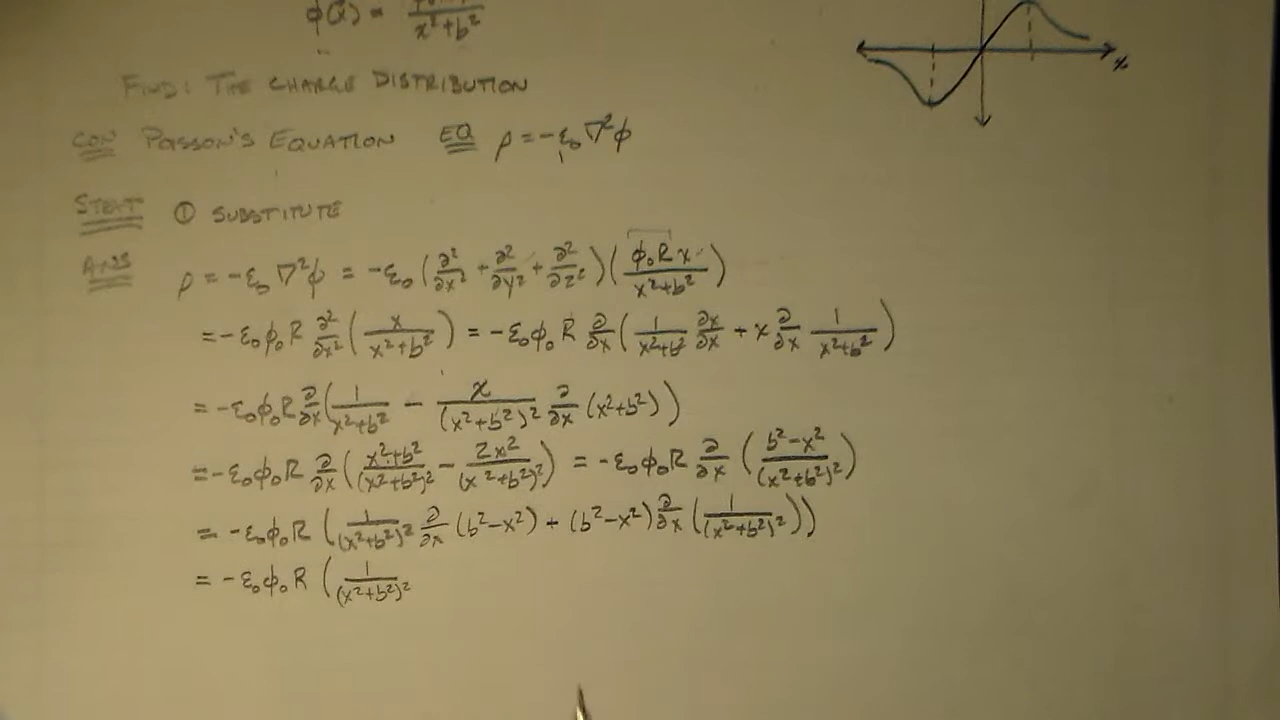 ϕ(x) = / x²+b²
FIND: THE CHARGE DISTRIBUTION
x
CON POISSON'S EQUATION EQ ρ = -ε₀∇²ϕ
STRAT ① SUBSTITUTE
ANS ρ = -ε₀∇²ϕ = -ε₀ (∂²/∂x² + ∂²/∂y² + ∂²/∂z²)(ϕ₀Rx / x²+b²)
= -ε₀ϕ₀R ∂²/∂x² (x / x²+b²) = -ε₀ϕ₀R ∂/∂x (1/x²+b² ∂x/∂x + x ∂/∂x 1/x²+b²)
= -ε₀ϕ₀R ∂/∂x (1/x²+b² - x/(x²+b²)² ∂/∂x (x²+b²))
= -ε₀ϕ₀R ∂/∂x (x²+b²/(x²+b²)² - 2x²/(x²+b²)²) = -ε₀ϕ₀R ∂/∂x (b²-x²/(x²+b²)²)
= -ε₀ϕ₀R (1/(x²+b²)² ∂/∂x (b²-x²) + (b²-x²) ∂/∂x (1/(x²+b²)²))
= -ε₀ϕ₀R (1/(x²+b²)²